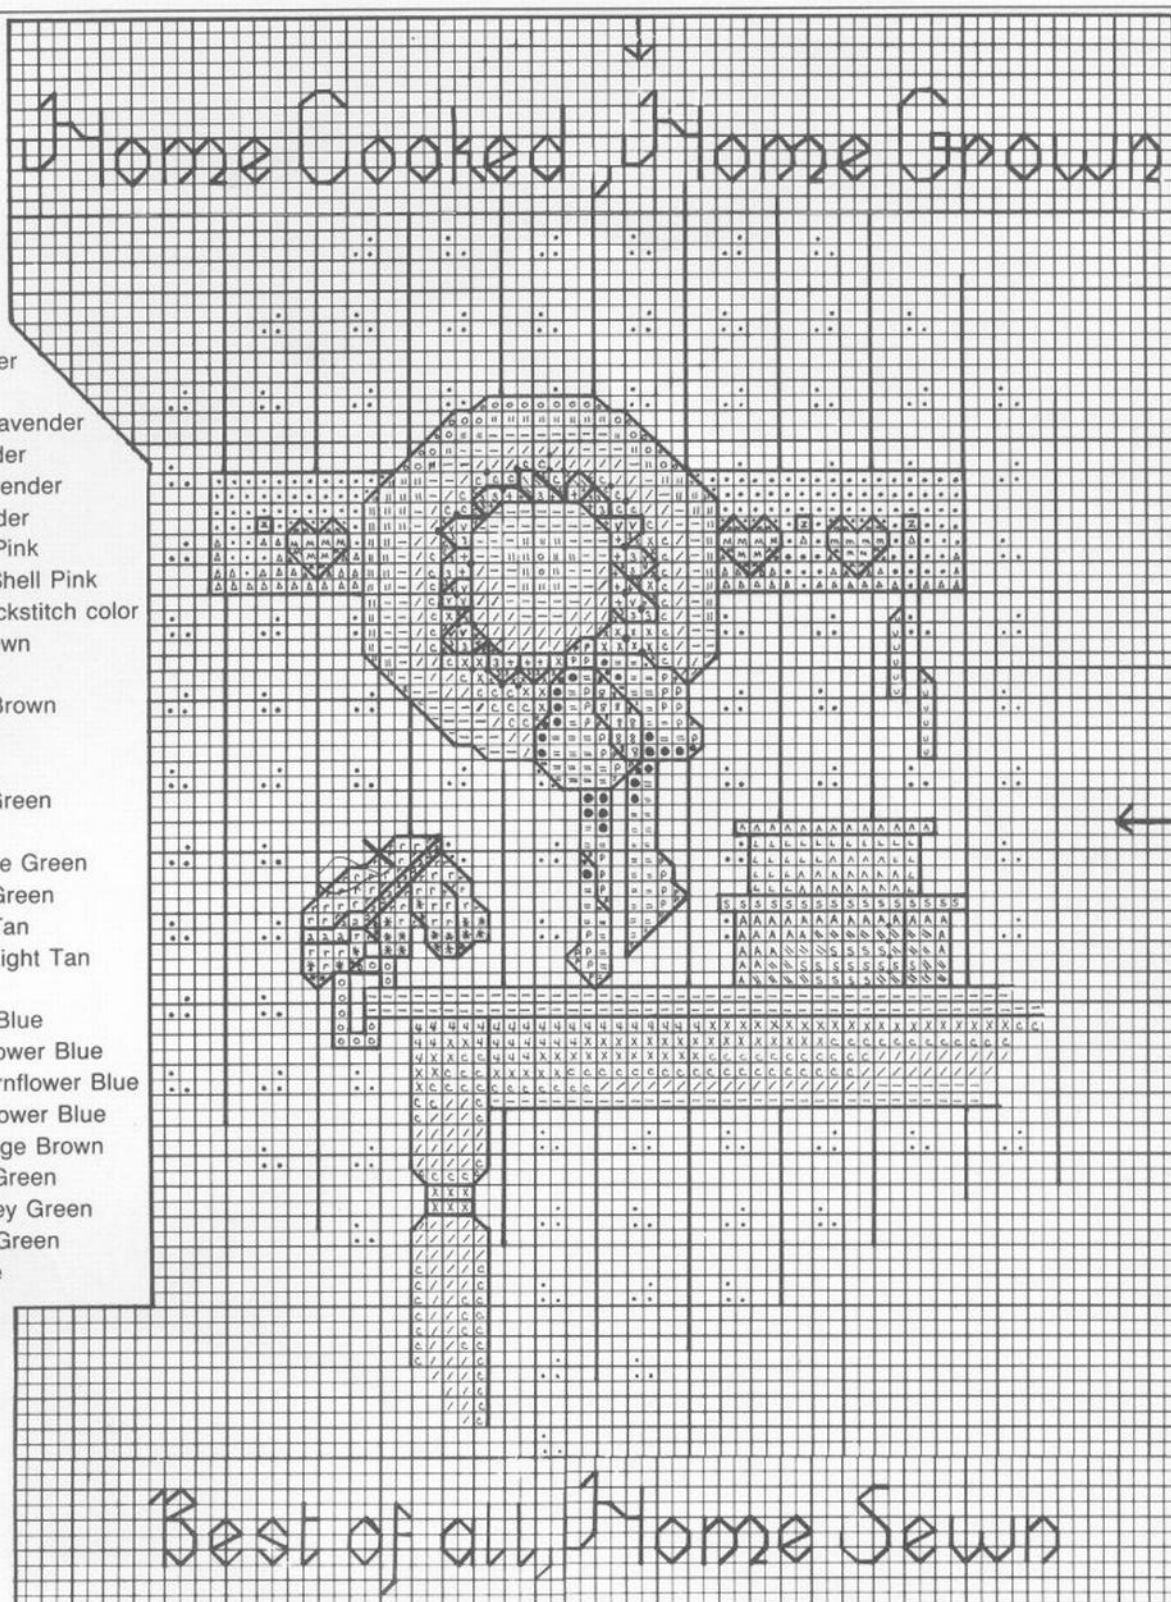 Home Cooked, Home Grown
er
avender
der
ender
der
Pink
Shell Pink
ckstitch color
wn
Brown
Green
e Green
Green
Tan
ight Tan
Blue
ower Blue
rnflower Blue
ower Blue
ge Brown
Green
ey Green
Green
e
Best of all, Home Sewn